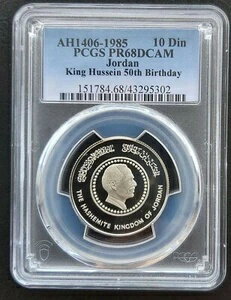 AH1406-1985 10 Din
PCGS PR68DCAM
Jordan
King Hussein 50th Birthday
151784.68/43295302
THE HASHEMITE KINGDOM OF JORDAN
PCGS